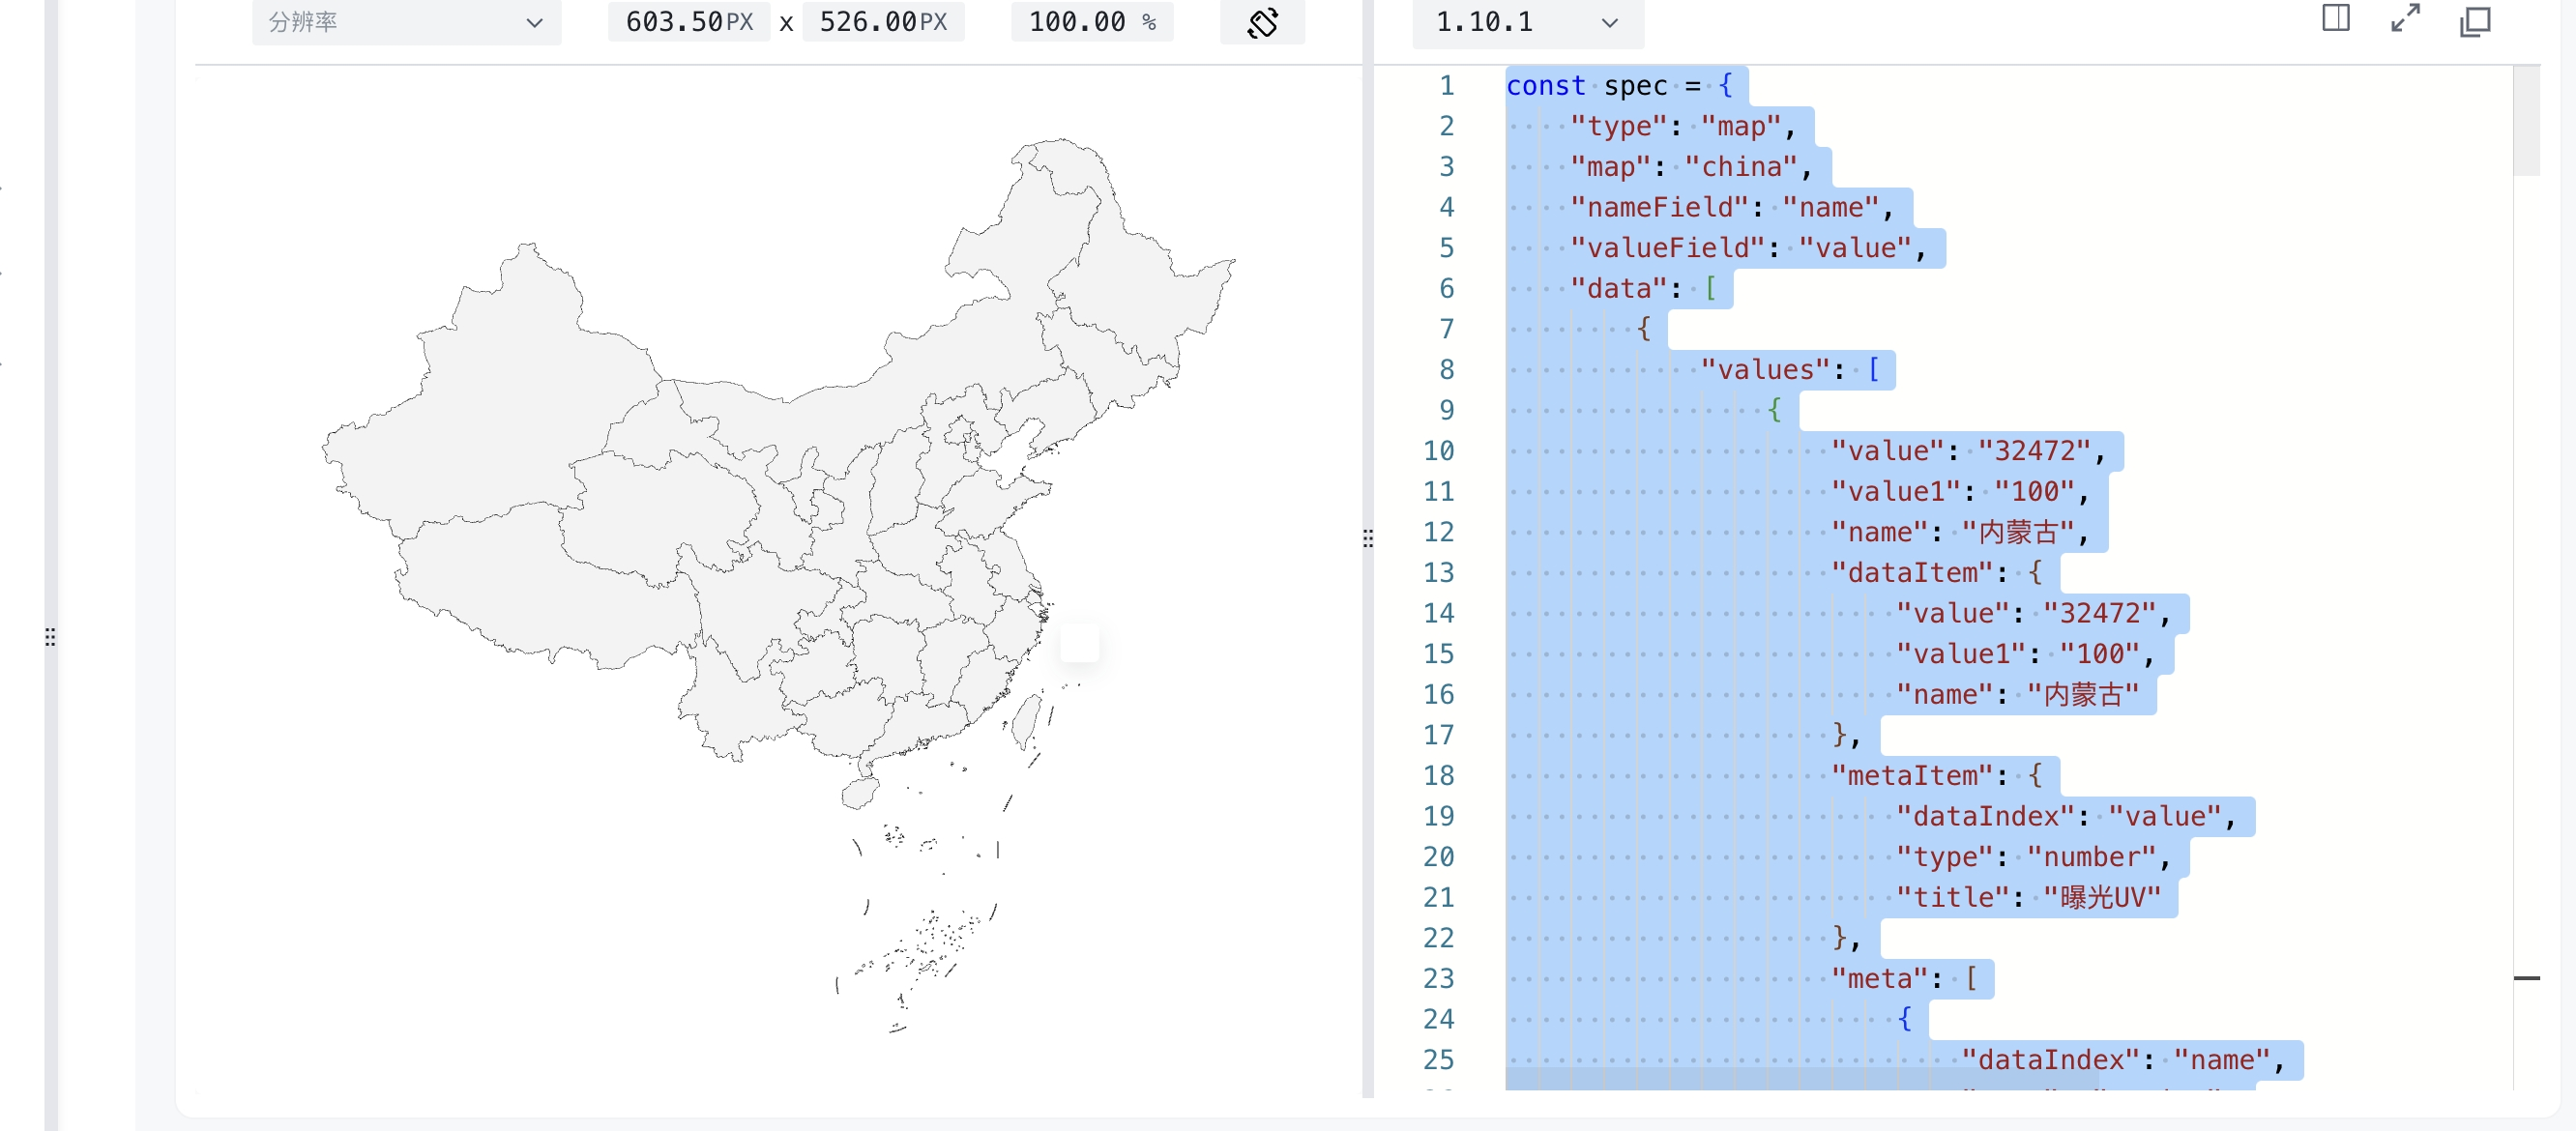 分辨率
603.50PX x 526.00PX
100.00 %
1.10.1
1 const spec = {
2 "type": "map",
3 "map": "china",
4 "nameField": "name",
5 "valueField": "value",
6 "data": [
7 {
8 "values": [
9 {
10 "value": "32472",
11 "value1": "100",
12 "name": "内蒙古",
13 "dataItem": {
14 "value": "32472",
15 "value1": "100",
16 "name": "内蒙古"
17 },
18 "metaItem": {
19 "dataIndex": "value",
20 "type": "number",
21 "title": "曝光UV"
22 },
23 "meta": [
24 {
25 "dataIndex": "name",